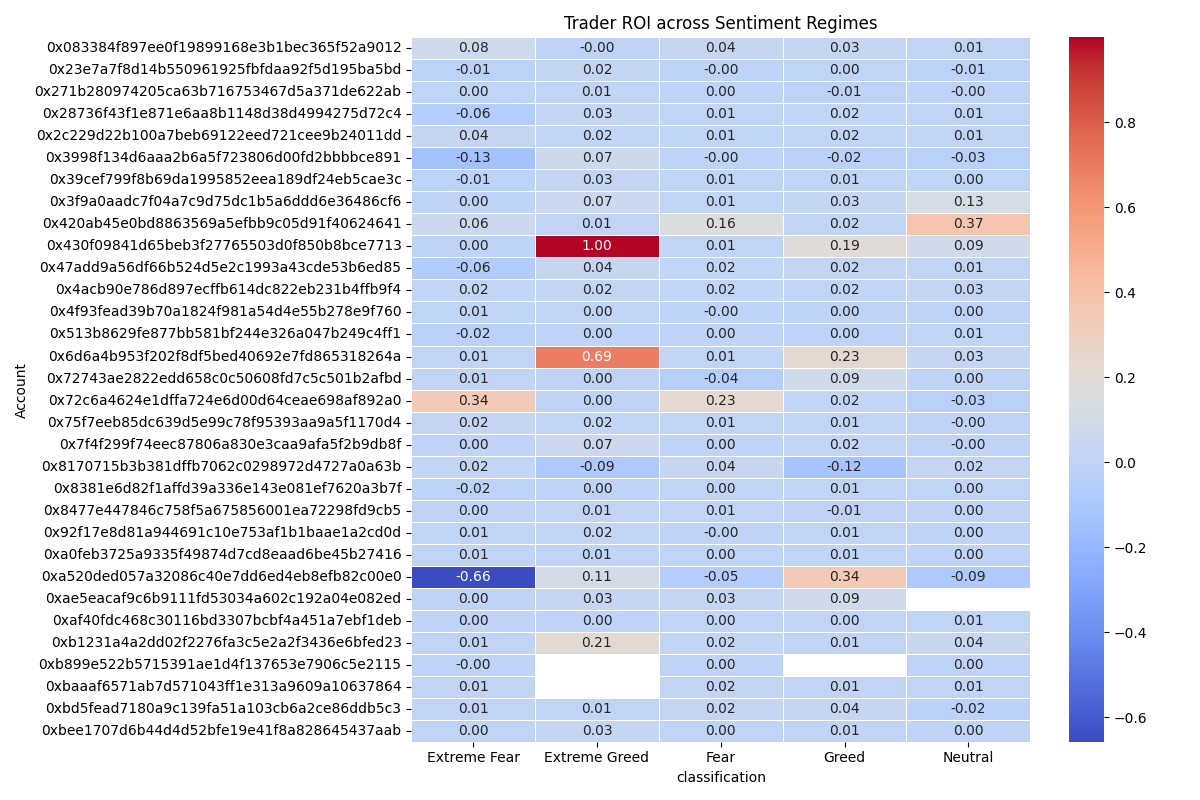 Trader ROI across Sentiment Regimes
0x083384f897ee0f19899168e3b1bec365f52a9012 0.08 -0.00 0.04 0.03 0.01
0x23e7a7f8d14b550961925fbfdaa92f5d195ba5bd -0.01 0.02 -0.00 0.00 -0.01
0x271b280974205ca63b716753467d5a371de622ab 0.00 0.01 0.00 -0.01 -0.00
0x28736f43f1e871e6aa8b1148d38d4994275d72c4 -0.06 0.03 0.01 0.02 0.01
0x2c229d22b100a7beb69122eed721cee9b24011dd 0.04 0.02 0.01 0.02 0.01
0x3998f134d6aaa2b6a5f723806d00fd2bbbbce891 -0.13 0.07 -0.00 -0.02 -0.03
0x39cef799f8b69da1995852eea189df24eb5cae3c -0.01 0.03 0.01 0.01 0.00
0x3f9a0aadc7f04a7c9d75dc1b5a6ddd6e36486cf6 0.00 0.07 0.01 0.03 0.13
0x420ab45e0bd8863569a5efbb9c05d91f40624641 0.06 0.01 0.16 0.02 0.37
0x430f09841d65beb3f27765503d0f850b8bce7713 0.00 1.00 0.01 0.19 0.09
0x47add9a56df66b524d5e2c1993a43cde53b6ed85 -0.06 0.04 0.02 0.02 0.01
0x4acb90e786d897ecffb614dc822eb231b4ffb9f4 0.02 0.02 0.02 0.02 0.03
0x4f93fead39b70a1824f981a54d4e55b278e9f760 0.01 0.00 -0.00 0.00 0.00
0x513b8629fe877bb581bf244e326a047b249c4ff1 -0.02 0.00 0.00 0.00 0.01
0x6d6a4b953f202f8df5bed40692e7fd865318264a 0.01 0.69 0.01 0.23 0.03
0x72743ae2822edd658c0c50608fd7c5c501b2afbd 0.01 0.00 -0.04 0.09 0.00
0x72c6a4624e1dffa724e6d00d64ceae698af892a0 0.34 0.00 0.23 0.02 -0.03
0x75f7eeb85dc639d5e99c78f95393aa9a5f1170d4 0.02 0.02 0.01 0.01 -0.00
0x7f4f299f74eec87806a830e3caa9afa5f2b9db8f 0.00 0.07 0.00 0.02 -0.00
0x8170715b3b381dffb7062c0298972d4727a0a63b 0.02 -0.09 0.04 -0.12 0.02
0x8381e6d82f1affd39a336e143e081ef7620a3b7f -0.02 0.00 0.00 0.01 0.00
0x8477e447846c758f5a675856001ea72298fd9cb5 0.00 0.01 0.01 -0.01 0.00
0x92f17e8d81a944691c10e753af1b1baae1a2cd0d 0.01 0.02 -0.00 0.01 0.00
0xa0feb3725a9335f49874d7cd8eaad6be45b27416 0.01 0.01 0.00 0.01 0.00
0xa520ded057a32086c40e7dd6ed4eb8efb82c00e0 -0.66 0.11 -0.05 0.34 -0.09
0xae5eacaf9c6b9111fd53034a602c192a04e082ed 0.00 0.03 0.03 0.09
0xaf40fdc468c30116bd3307bcbf4a451a7ebf1deb 0.00 0.00 0.00 0.00 0.01
0xb1231a4a2dd02f2276fa3c5e2a2f3436e6bfed23 0.01 0.21 0.02 0.01 0.04
0xb899e522b5715391ae1d4f137653e7906c5e2115 -0.00 0.00 0.00
0xbaaaf6571ab7d571043ff1e313a9609a10637864 0.01 0.02 0.01 0.01
0xbd5fead7180a9c139fa51a103cb6a2ce86ddb5c3 0.01 0.01 0.02 0.04 -0.02
0xbee1707d6b44d4d52bfe19e41f8a828645437aab 0.00 0.03 0.00 0.01 0.00
Account
Extreme Fear Extreme Greed Fear Greed Neutral
classification
0.8
0.6
0.4
0.2
0.0
−0.2
−0.4
−0.6